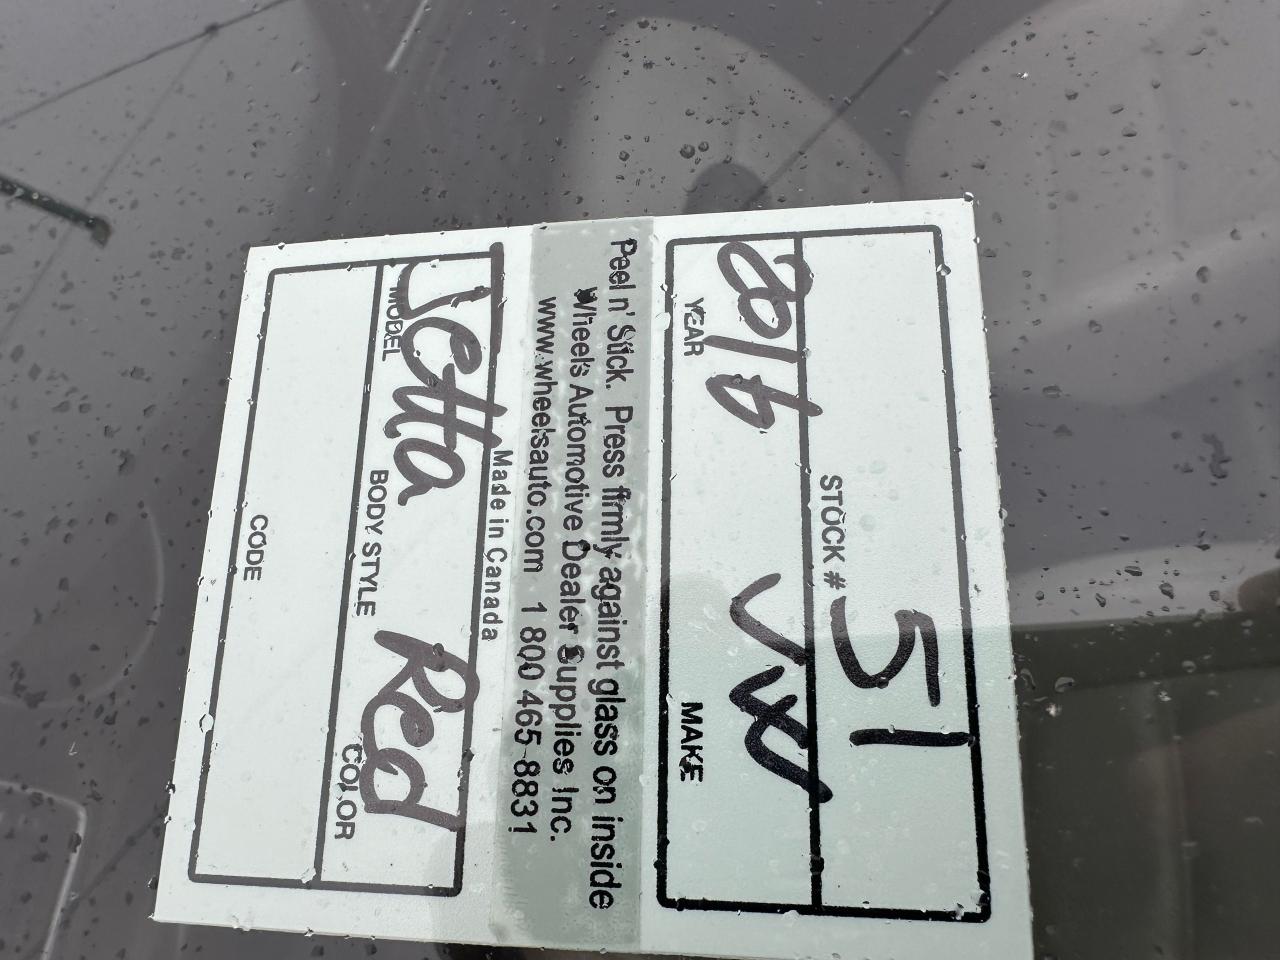 51
STOCK #
2016 VW
YEAR MAKE
Peel n' Stick. Press firmly against glass on inside
Wheels Automotive Dealer Supplies Inc.
www.wheelsauto.com 1 800 465-8831
Made in Canada
Jetta Red
MODEL BODY STYLE COLOR
CODE